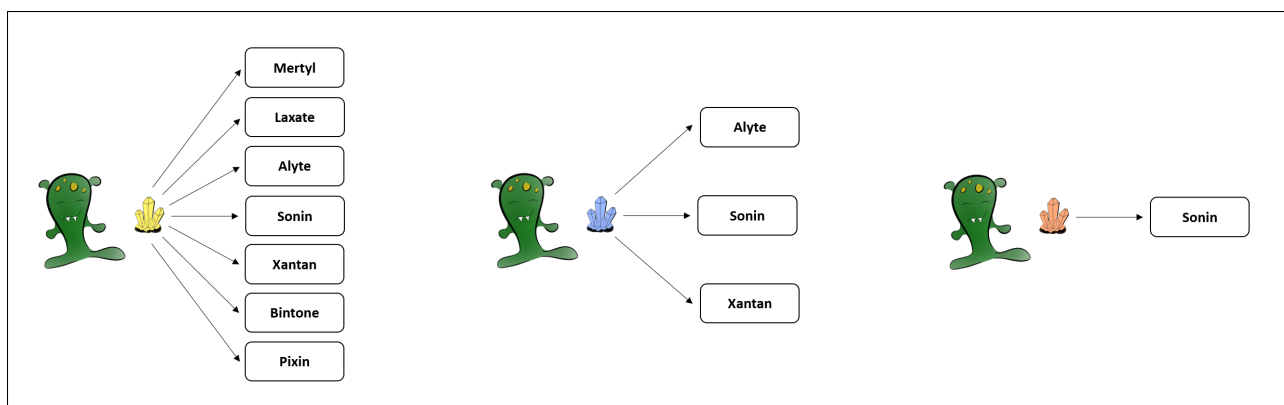 Mertyl
Laxate
Alyte
Sonin
Xantan
Bintone
Pixin
Alyte
Sonin
Xantan
Sonin